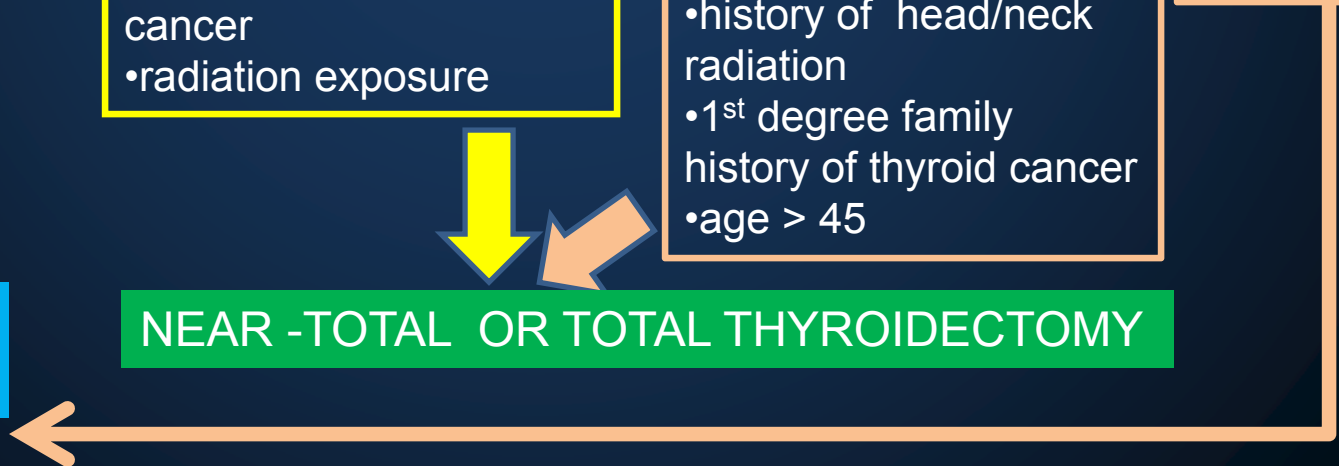 cancer
•radiation exposure
•history of  head/neck
radiation
•1st degree family
history of thyroid cancer
•age > 45
NEAR -TOTAL  OR TOTAL THYROIDECTOMY